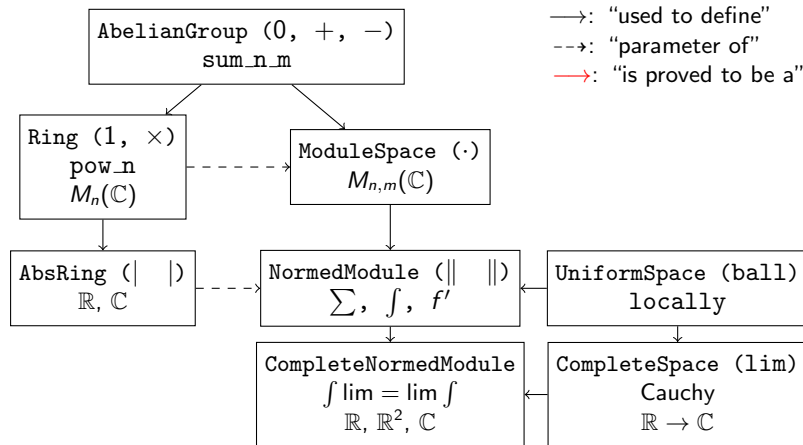 AbelianGroup (0, +, −)
sum_n_m
⟶: “used to define”
⇢: “parameter of”
⟶: “is proved to be a”
Ring (1, ×)
pow_n
Mₙ(ℂ)
ModuleSpace (·)
Mₙ,ₘ(ℂ)
AbsRing (| |)
ℝ, ℂ
NormedModule (‖ ‖)
∑, ∫, f′
UniformSpace (ball)
locally
CompleteNormedModule
∫ lim = lim ∫
ℝ, ℝ², ℂ
CompleteSpace (lim)
Cauchy
ℝ → ℂ